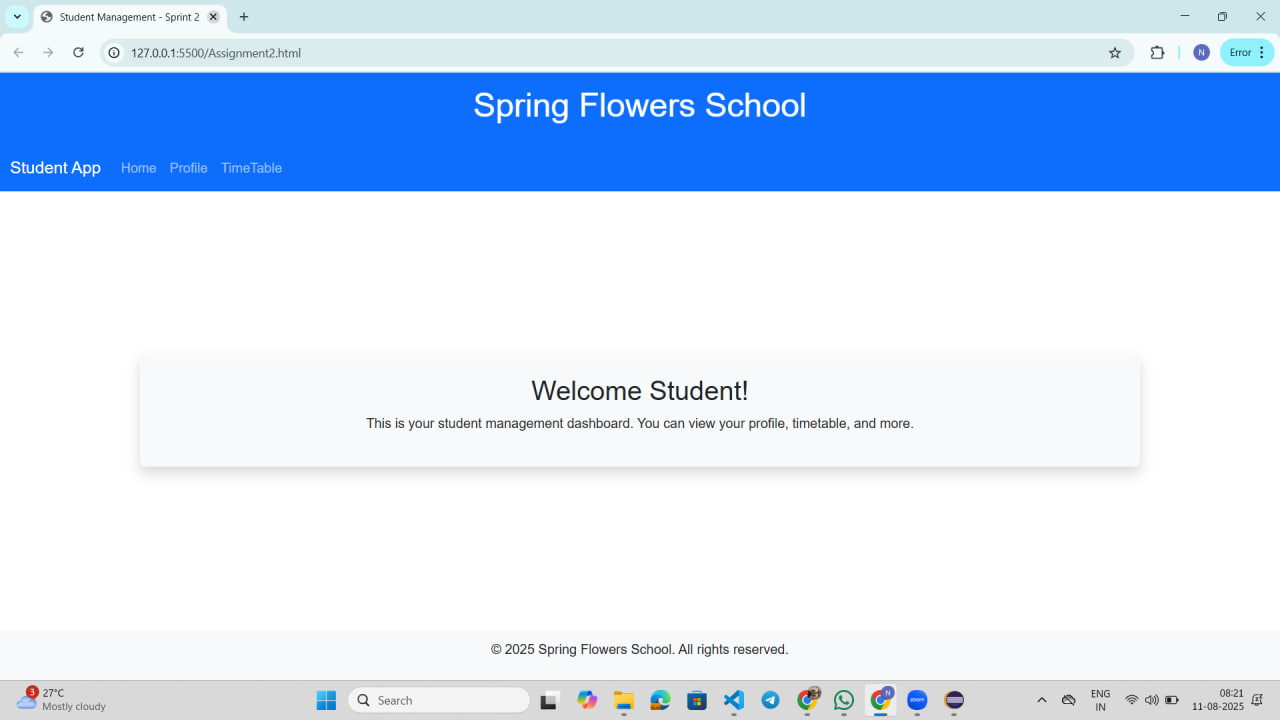 Student Management - Sprint 2
127.0.0.1:5500/Assignment2.html
N
Error
Spring Flowers School
Student App Home Profile TimeTable
Welcome Student!
This is your student management dashboard. You can view your profile, timetable, and more.
© 2025 Spring Flowers School. All rights reserved.
3
27°C
Mostly cloudy
Search
N
zoom
ENG
IN
08:21
11-08-2025